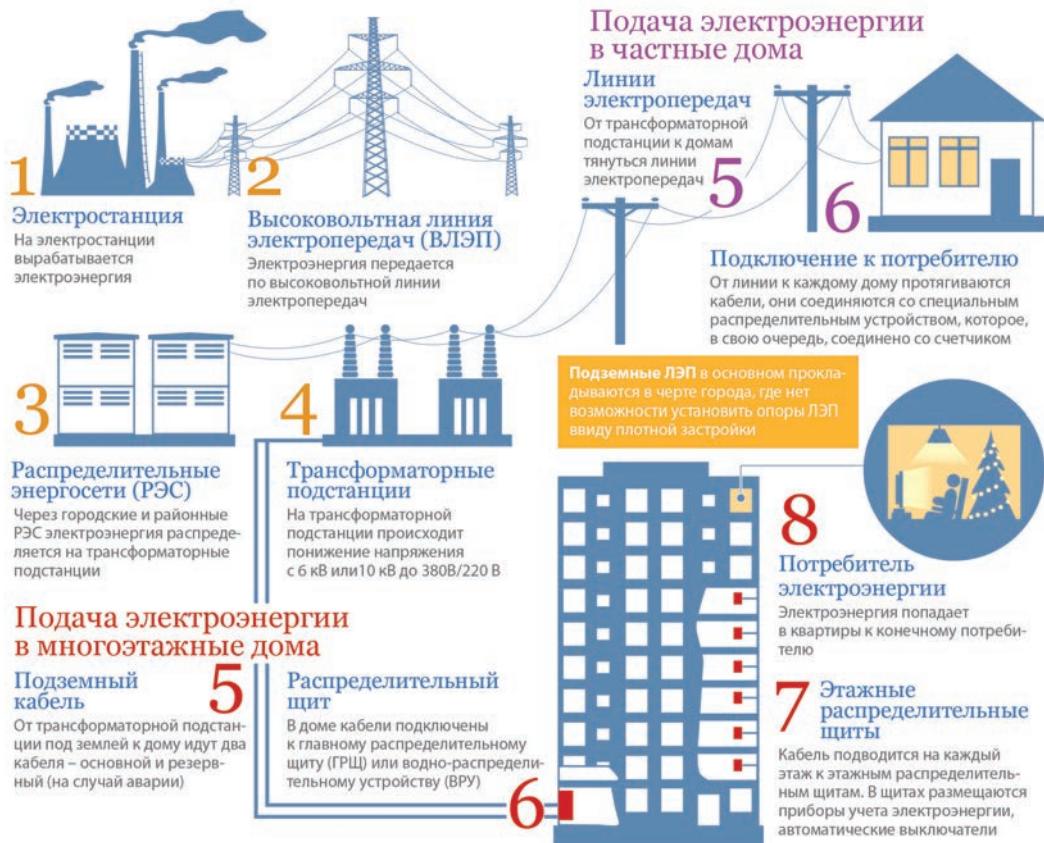 1
Электростанция
На электростанции
вырабатывается
электроэнергия
2
Высоковольтная линия
электропередач (ВЛЭП)
Электроэнергия передается
по высоковольтной линии
электропередач
3
Распределительные
энергосети (РЭС)
Через городские и районные
РЭС электроэнергия распреде-
ляется на трансформаторные
подстанции
4
Трансформаторные
подстанции
На трансформаторной
подстанции происходит
понижение напряжения
с 6 кВ или10 кВ до 380В/220 В
Подача электроэнергии
в частные дома
Линии
электропередач
От трансформаторной
подстанции к домам
тянуться линии
электропередач
5
6
Подключение к потребителю
От линии к каждому дому протягиваются
кабели, они соединяются со специальным
распределительным устройством, которое,
в свою очередь, соединено со счетчиком
Подземные ЛЭП в основном прокла-
дываются в черте города, где нет
возможности установить опоры ЛЭП
ввиду плотной застройки
Подача электроэнергии
в многоэтажные дома
Подземный
кабель
5
От трансформаторной подстан-
ции под землей к дому идут два
кабеля – основной и резерв-
ный (на случай аварии)
Распределительный
щит
В доме кабели подключены
к главному распределительному
щиту (ГРЩ) или водно-распредели-
тельному устройству (ВРУ)
6
7
Этажные
распределительные
щиты
Кабель подводится на каждый
этаж к этажным распределитель-
ным щитам. В щитах размещаются
приборы учета электроэнергии,
автоматические выключатели
8
Потребитель
электроэнергии
Электроэнергия попадает
в квартиры к конечному потреби-
телю